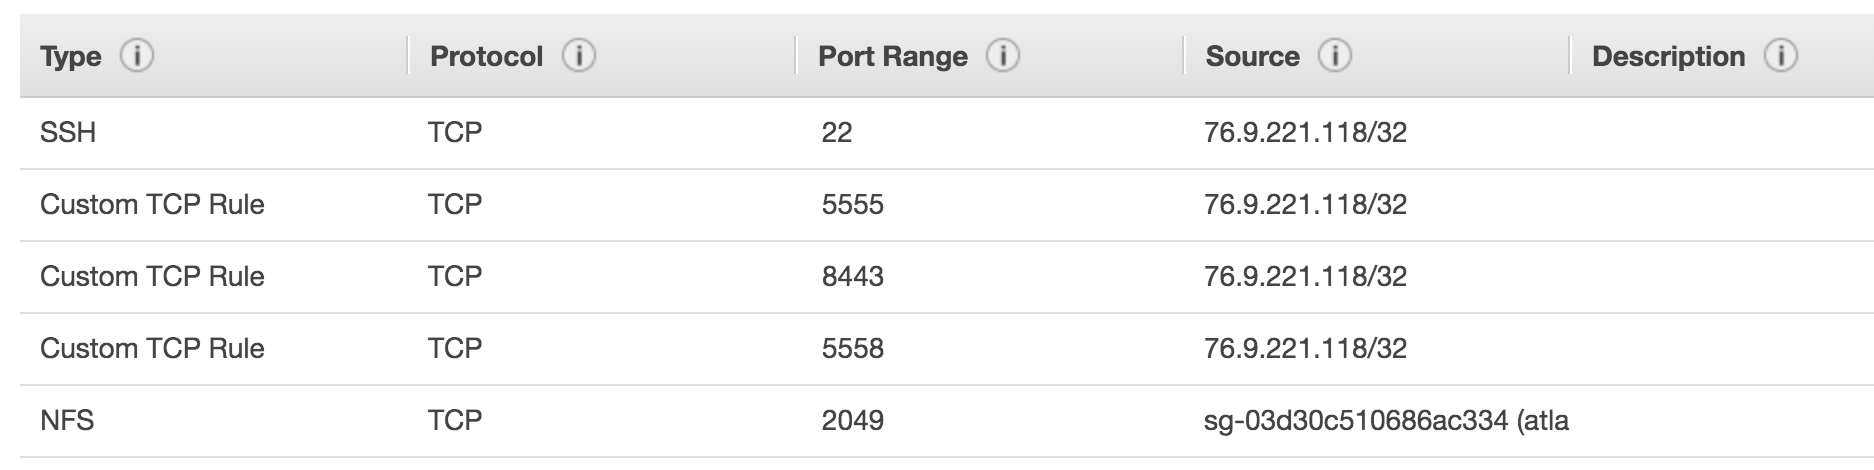 Type Protocol Port Range Source Description
SSH TCP 22 76.9.221.118/32
Custom TCP Rule TCP 5555 76.9.221.118/32
Custom TCP Rule TCP 8443 76.9.221.118/32
Custom TCP Rule TCP 5558 76.9.221.118/32
NFS TCP 2049 sg-03d30c510686ac334 (atla